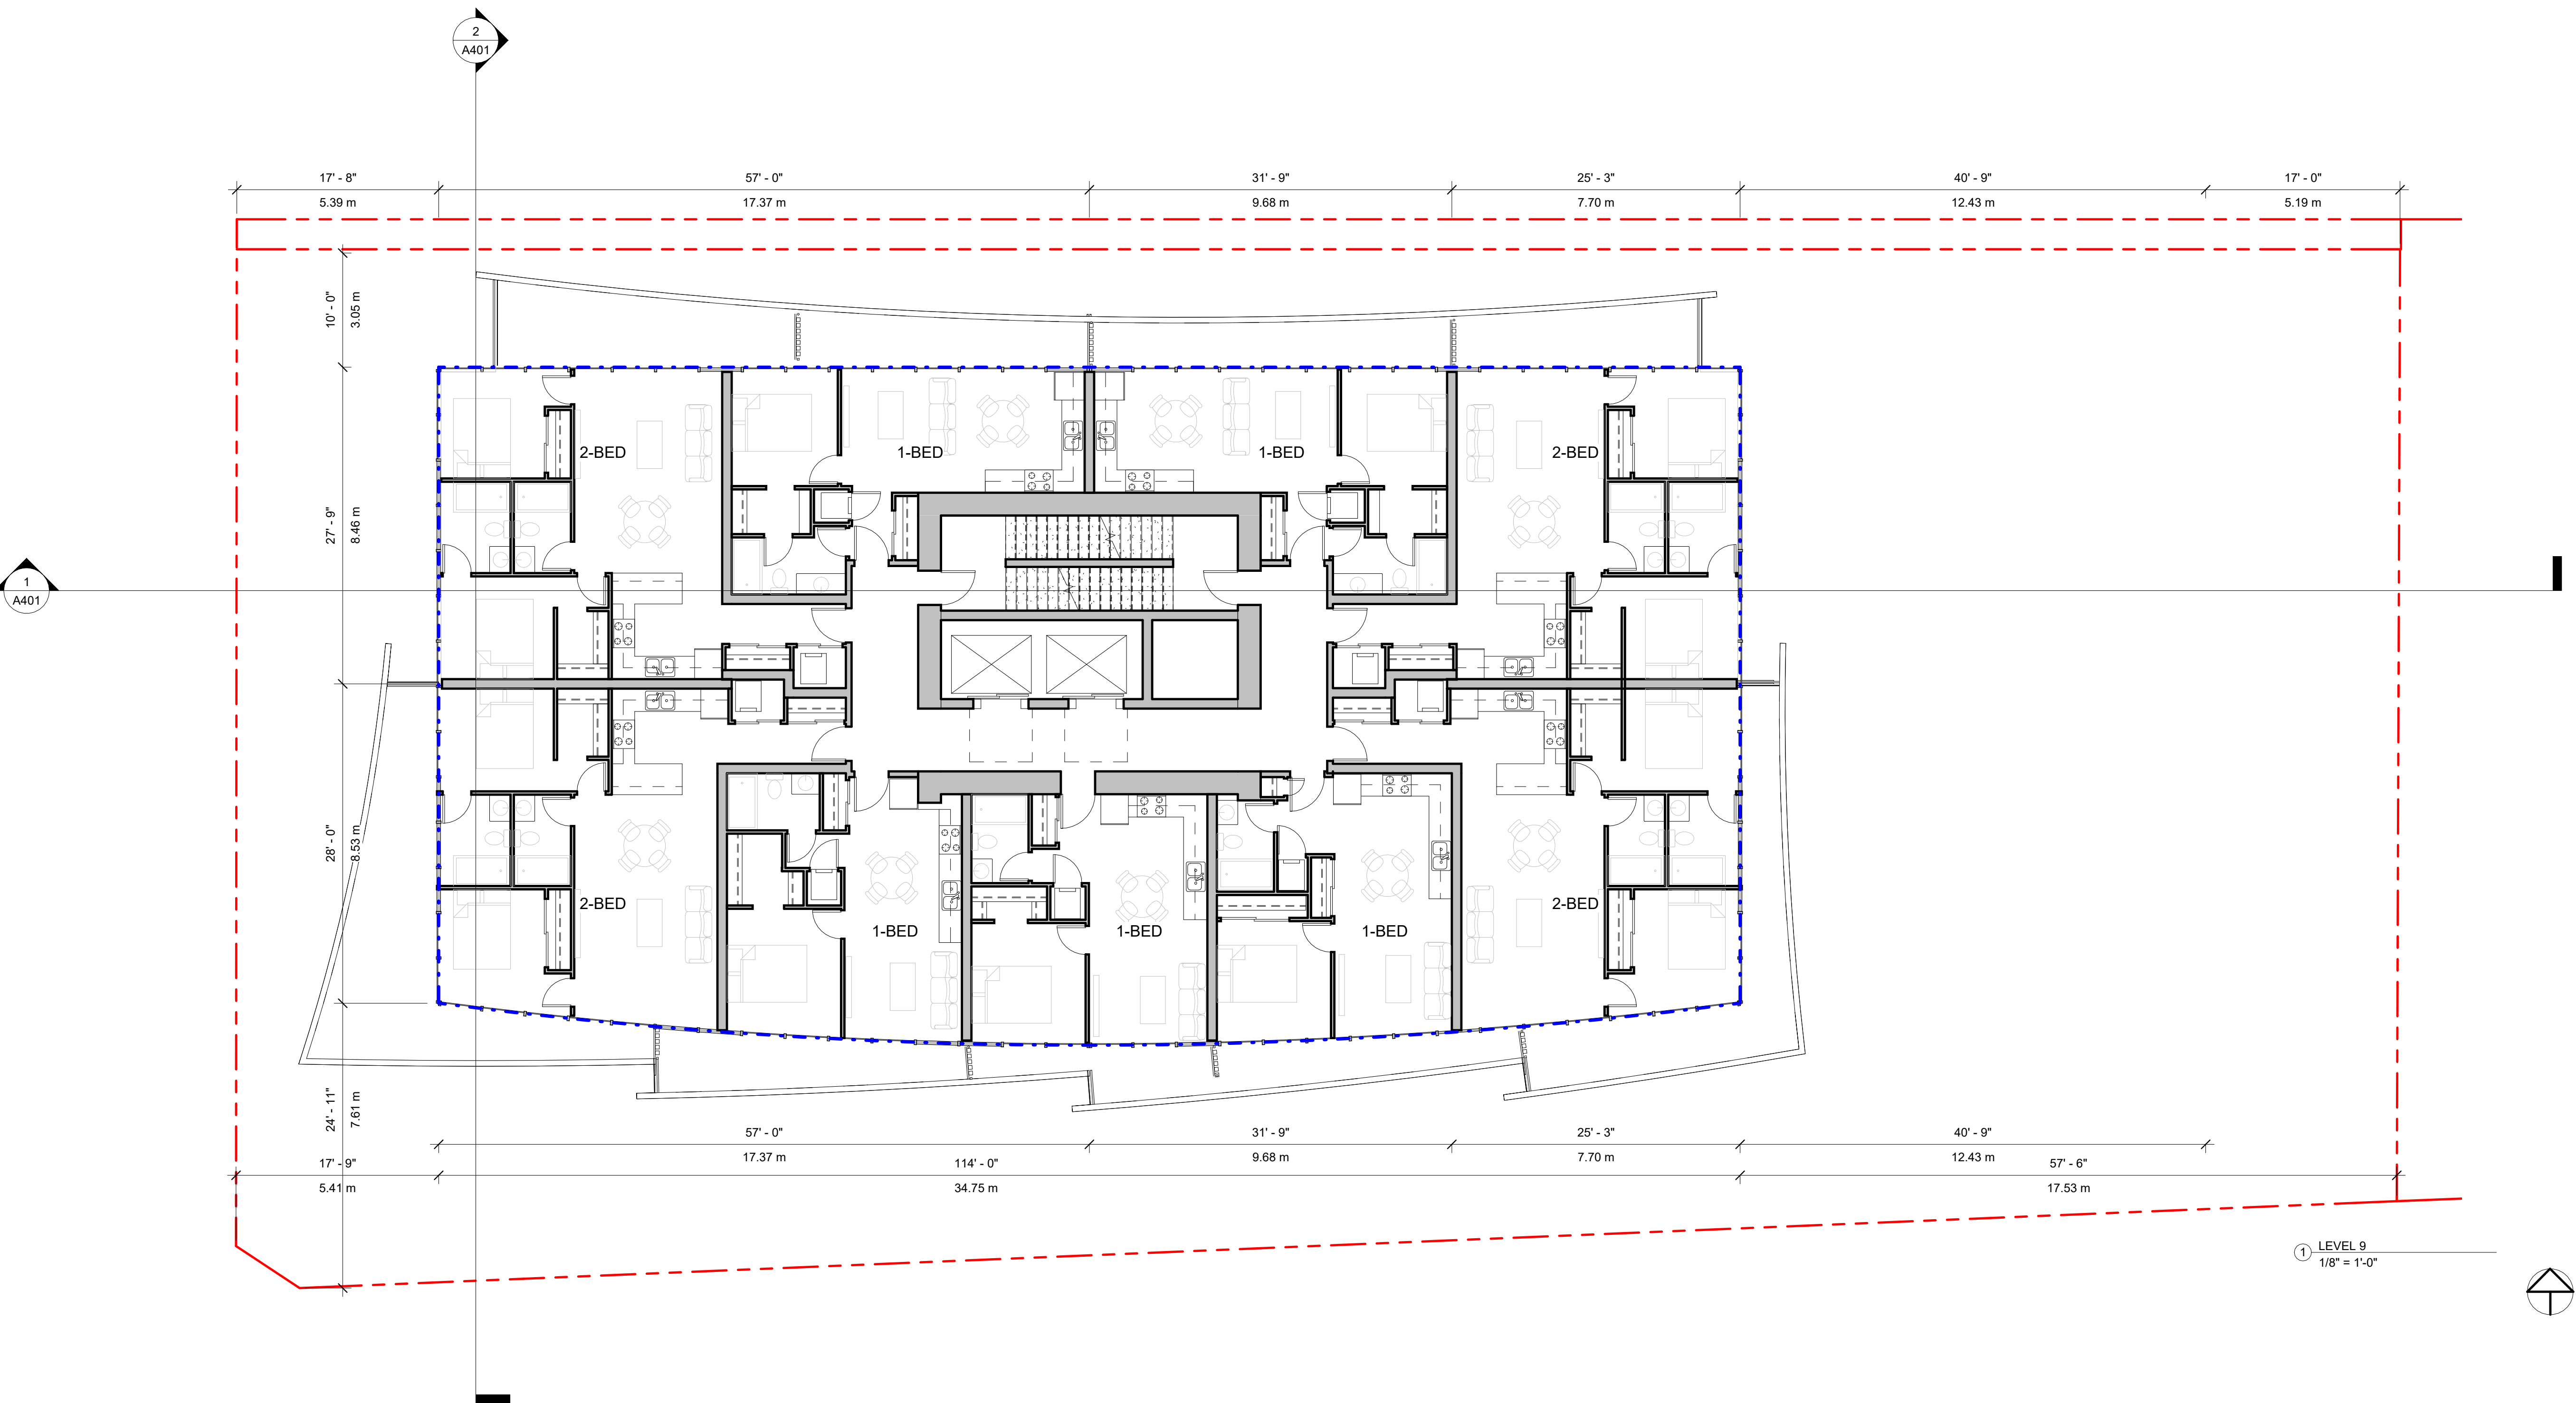 2
A401
17' - 8"
57' - 0"
31' - 9"
25' - 3"
40' - 9"
17' - 0"
5.39 m
17.37 m
9.68 m
7.70 m
12.43 m
5.19 m
10' - 0"
3.05 m
2-BED
1-BED
1-BED
2-BED
27' - 9"
8.46 m
1
A401
28' - 0"
8.53 m
2-BED
2-BED
1-BED
1-BED
1-BED
24' - 11"
7.61 m
57' - 0"
31' - 9"
25' - 3"
40' - 9"
17.37 m
9.68 m
7.70 m
12.43 m
17' - 9"
114' - 0"
57' - 6"
5.41 m
34.75 m
17.53 m
1
LEVEL 9
1/8" = 1'-0"